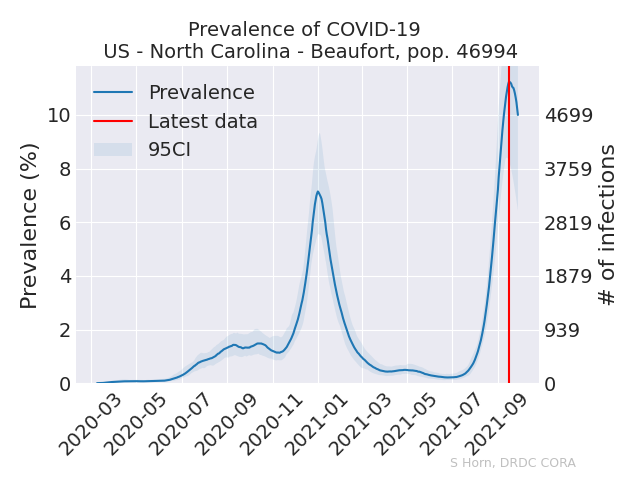 Prevalence of COVID-19
US - North Carolina - Beaufort, pop. 46994
Prevalence
Latest data
95CI
Prevalence (%)
10
8
6
4
2
0
4699
3759
2819
1879
939
0
# of infections
2020-03
2020-05
2020-07
2020-09
2020-11
2021-01
2021-03
2021-05
2021-07
2021-09
S Horn, DRDC CORA